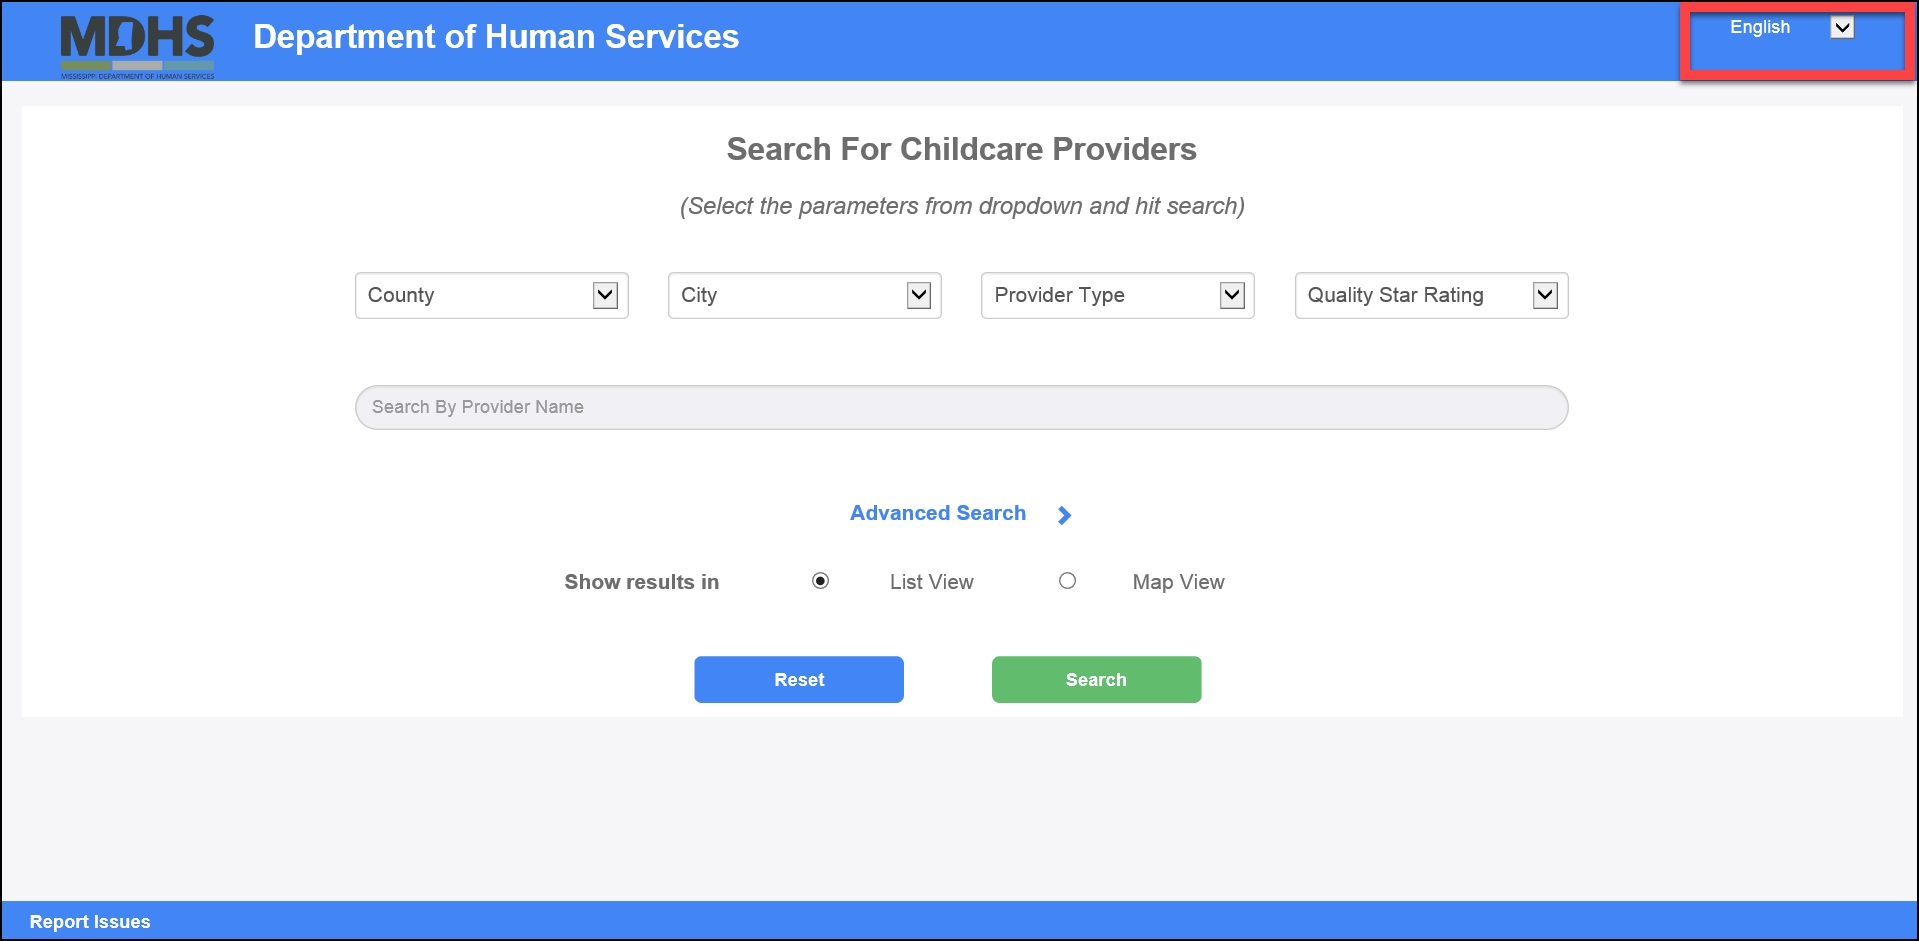 MDHS
MISSISSIPPI DEPARTMENT OF HUMAN SERVICES
Department of Human Services
English
Search For Childcare Providers
(Select the parameters from dropdown and hit search)
County City Provider Type Quality Star Rating
Search By Provider Name
Advanced Search
Show results in List View Map View
Reset Search
Report Issues